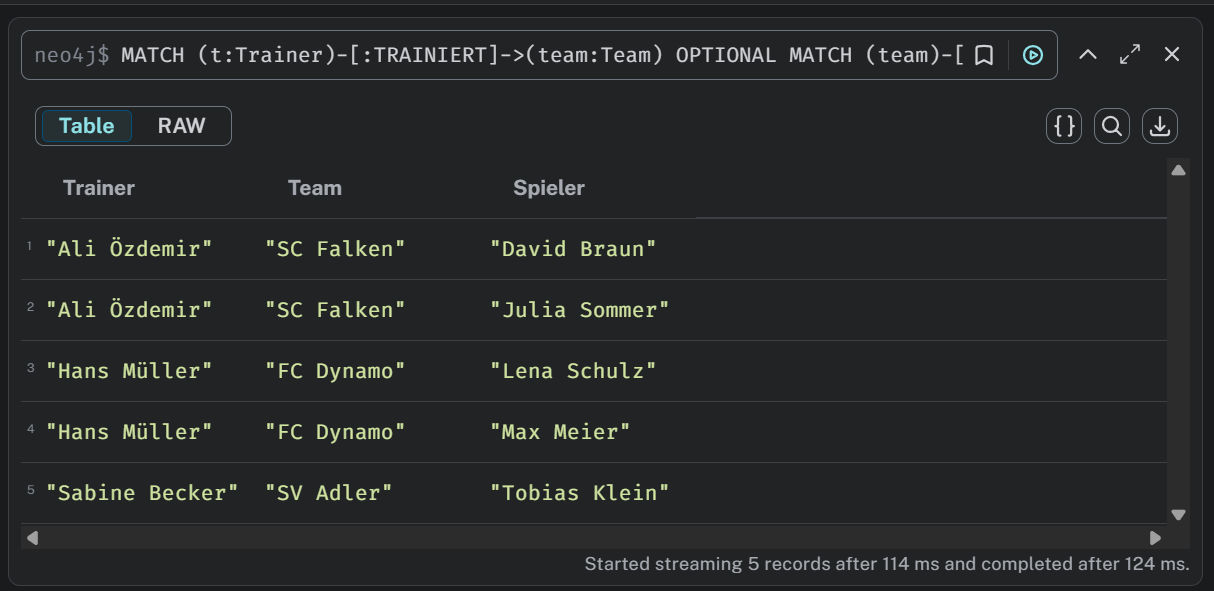 neo4j$ MATCH (t:Trainer)-[:TRAINIERT]->(team:Team) OPTIONAL MATCH (team)-[
Table RAW
{}
Trainer Team Spieler
1 "Ali Özdemir" "SC Falken" "David Braun"
2 "Ali Özdemir" "SC Falken" "Julia Sommer"
3 "Hans Müller" "FC Dynamo" "Lena Schulz"
4 "Hans Müller" "FC Dynamo" "Max Meier"
5 "Sabine Becker" "SV Adler" "Tobias Klein"
Started streaming 5 records after 114 ms and completed after 124 ms.